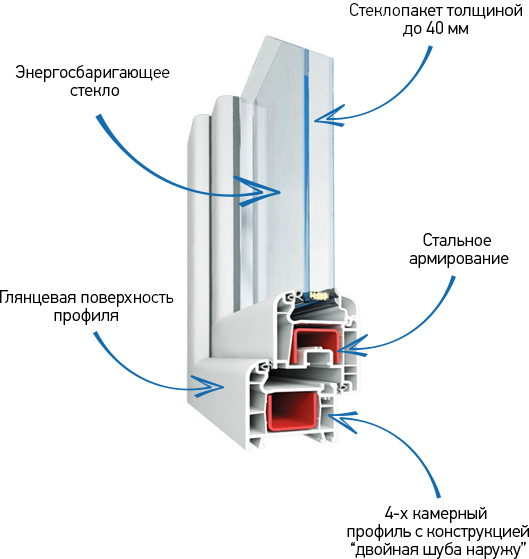 Стеклопакет толщиной
до 40 мм
Энергосбаригающее
стекло
Стальное
армирование
Глянцевая поверхность
профиля
4-х камерный
профиль с конструкцией
“двойная шуба наружу”